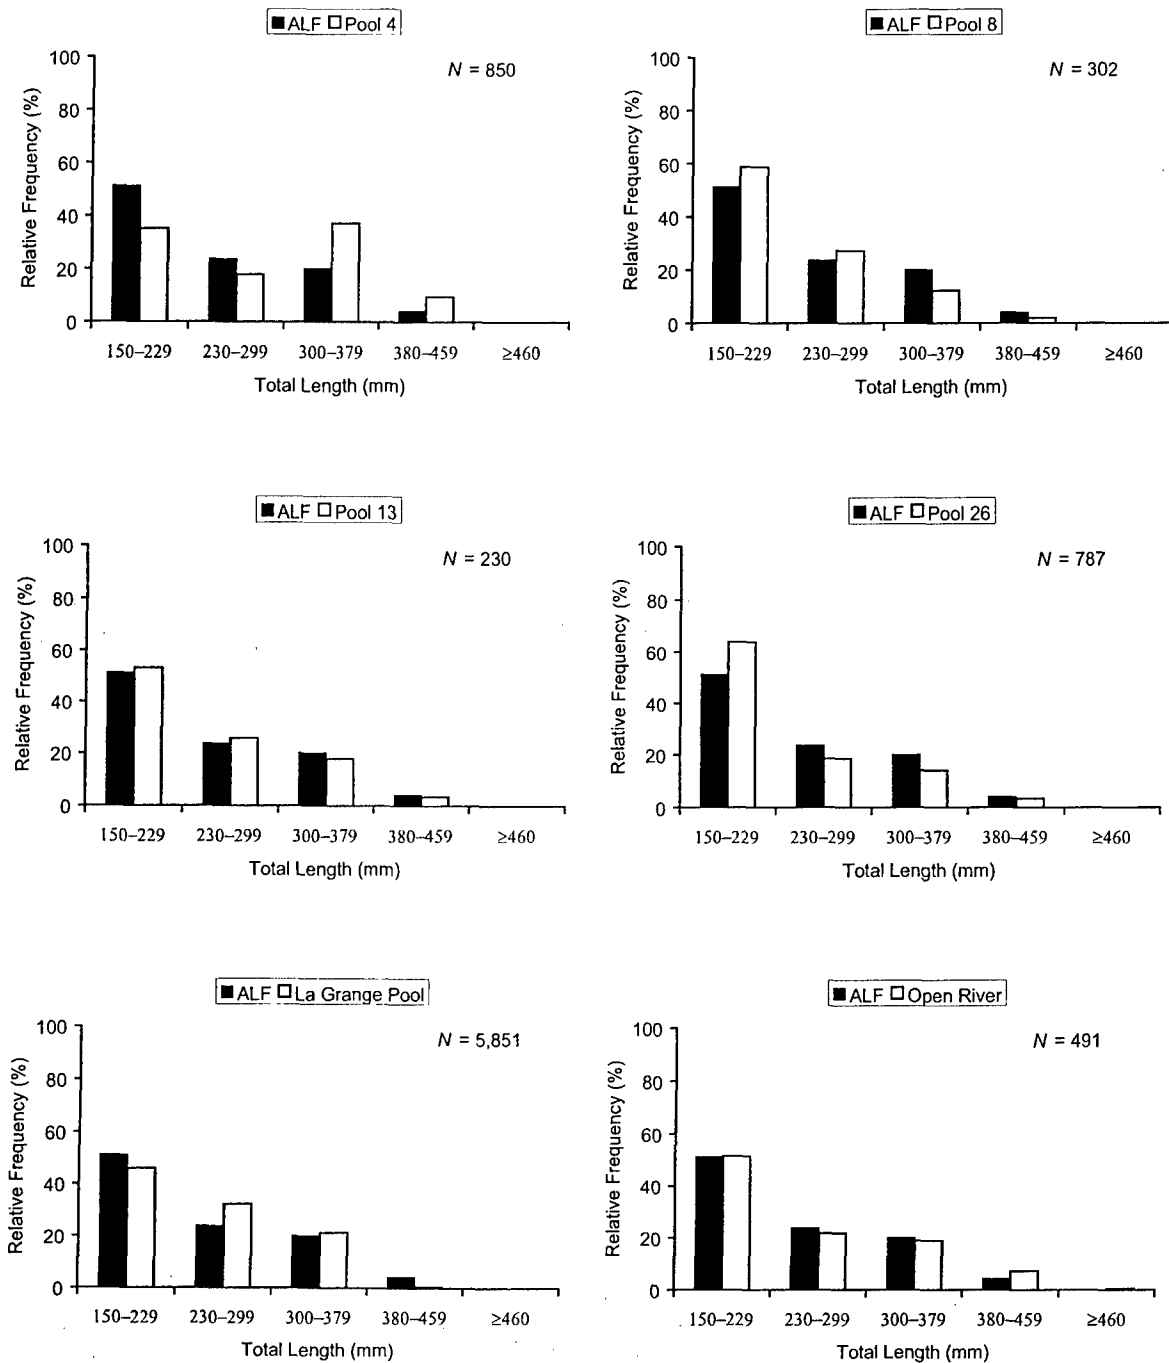 ■ALF □Pool 4
N = 850
Relative Frequency (%)
100
80
60
40
20
0
150–229 230–299 300–379 380–459 ≥460
Total Length (mm)
■ALF □Pool 8
N = 302
Relative Frequency (%)
100
80
60
40
20
0
150–229 230–299 300–379 380–459 ≥460
Total Length (mm)
■ALF □Pool 13
N = 230
Relative Frequency (%)
100
80
60
40
20
0
150–229 230–299 300–379 380–459 ≥460
Total Length (mm)
■ALF □Pool 26
N = 787
Relative Frequency (%)
100
80
60
40
20
0
150–229 230–299 300–379 380–459 ≥460
Total Length (mm)
■ALF □La Grange Pool
N = 5,851
Relative Frequency (%)
100
80
60
40
20
0
150–229 230–299 300–379 380–459 ≥460
Total Length (mm)
■ALF □Open River
N = 491
Relative Frequency (%)
100
80
60
40
20
0
150–229 230–299 300–379 380–459 ≥460
Total Length (mm)